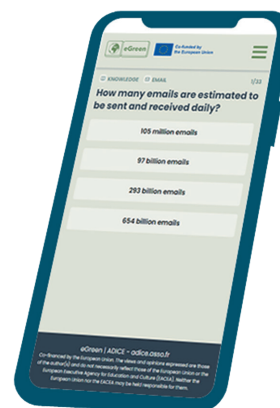 eGreen
Co-funded by
the European Union
KNOWLEDGE EMAIL 1/33
How many emails are estimated to
be sent and received daily?
105 million emails
97 billion emails
293 billion emails
654 billion emails
eGreen | ADICE - adice.asso.fr
Co-financed by the European Union. The views and opinions expressed are those
of the author(s) and do not necessarily reflect those of the European Union or the
European Executive Agency for Education and Culture (EACEA). Neither the
European Union nor the EACEA may be held responsible for them.